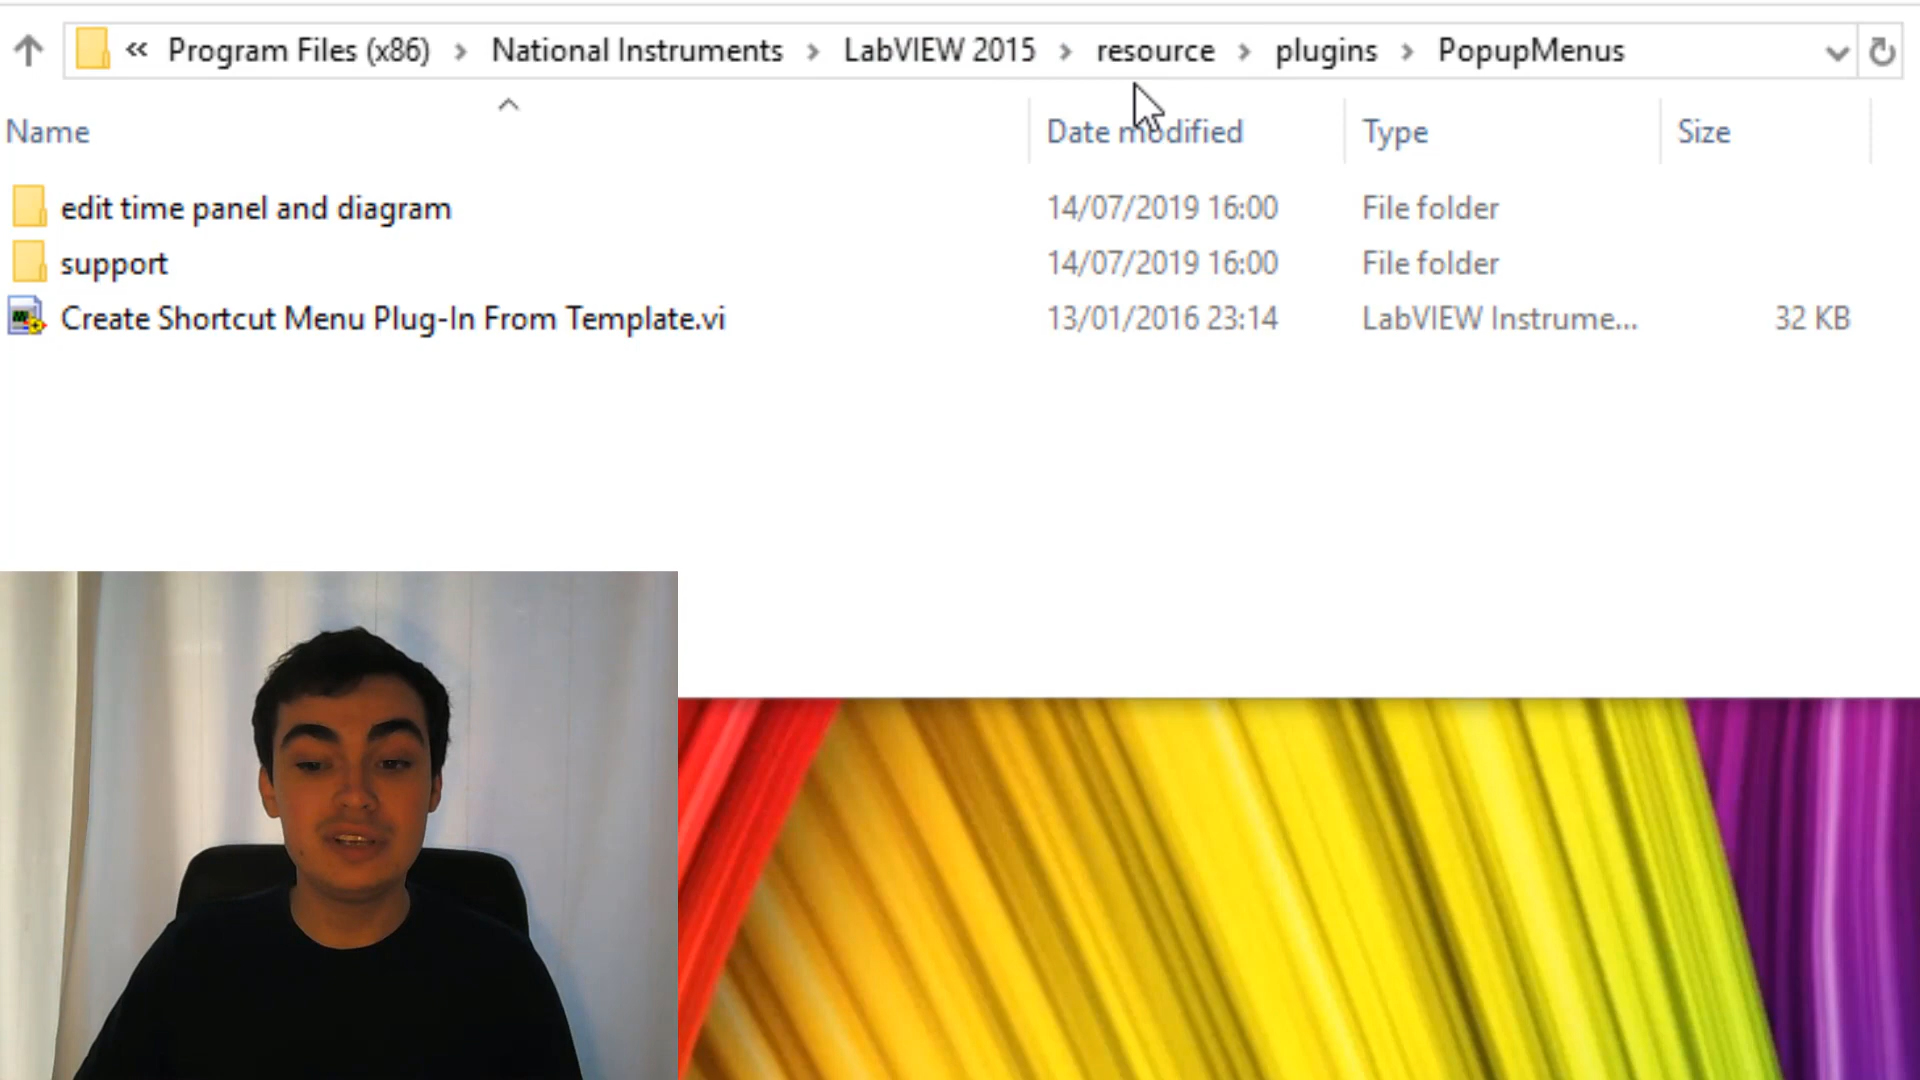 « Program Files (x86) › National Instruments › LabVIEW 2015 › resource › plugins › PopupMenus
Name Date modified Type Size
edit time panel and diagram 14/07/2019 16:00 File folder
support 14/07/2019 16:00 File folder
Create Shortcut Menu Plug-In From Template.vi 13/01/2016 23:14 LabVIEW Instrume... 32 KB